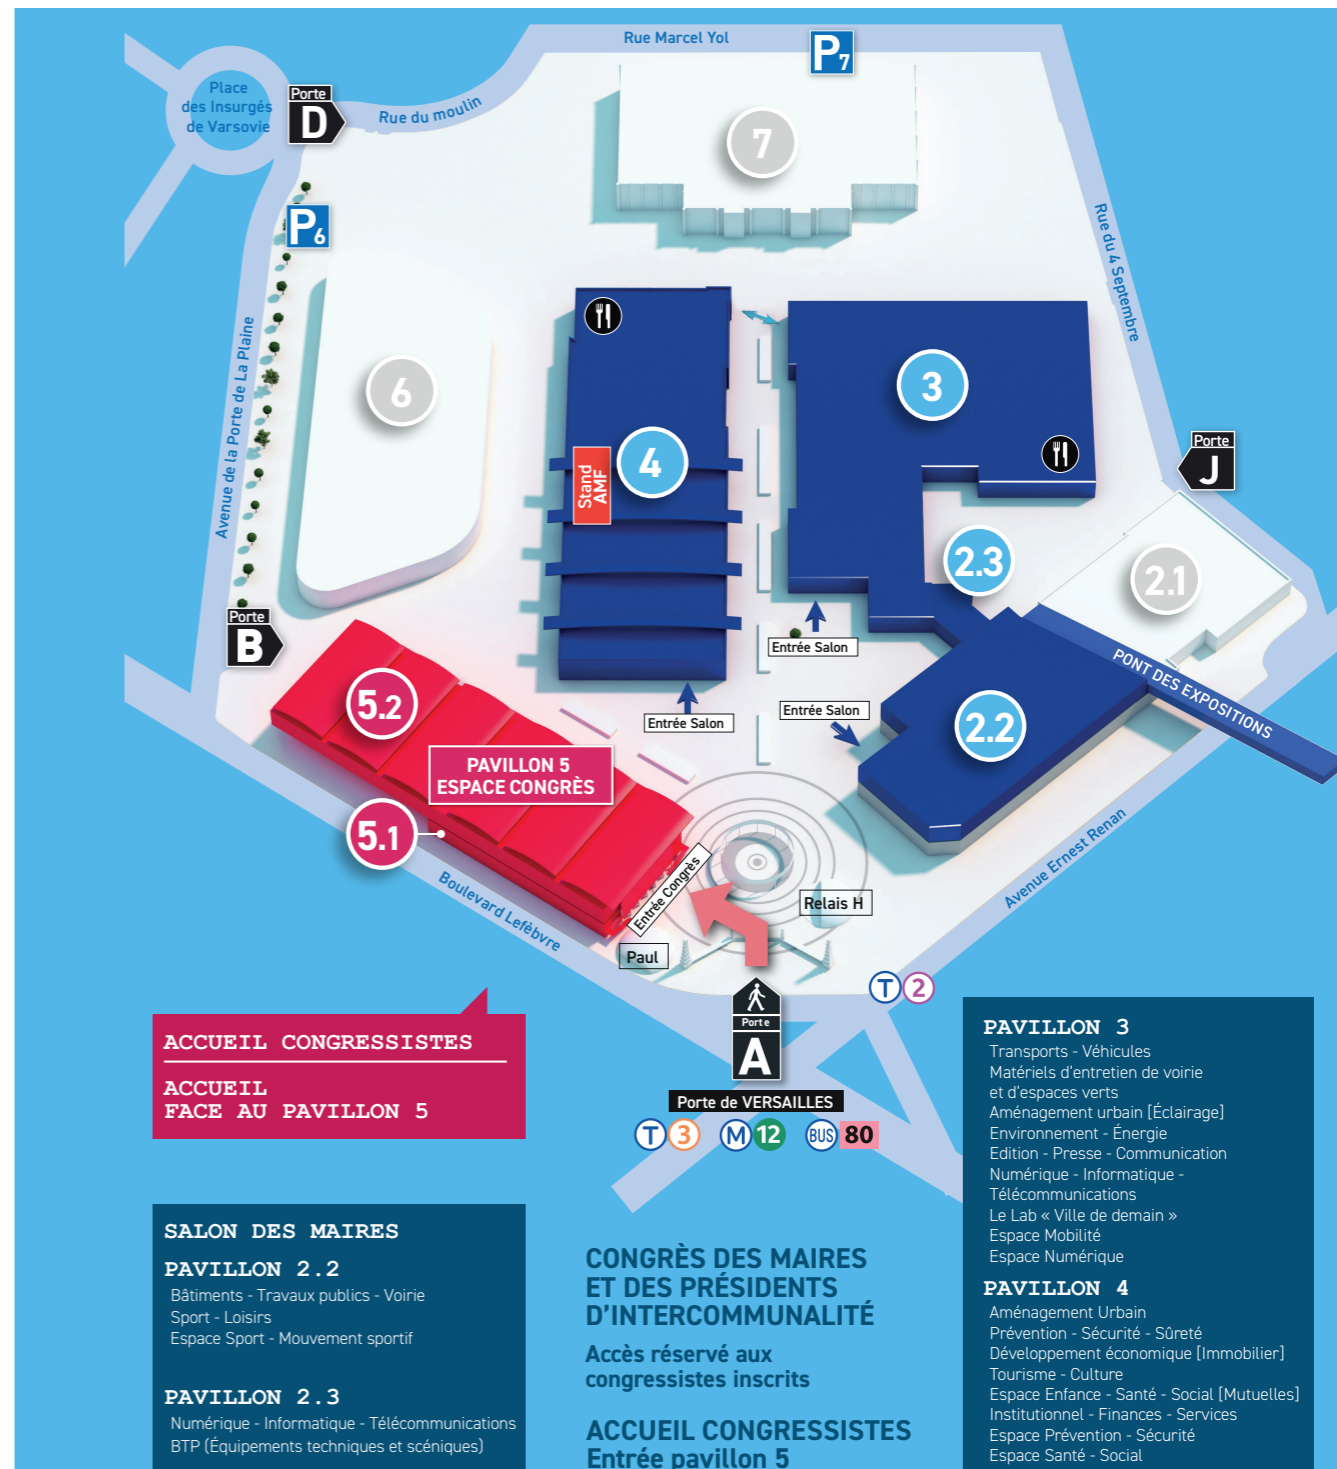 Rue Marcel Yol
P7
Place
des Insurgés
de Varsovie
Porte
D
Rue du moulin
7
P6
Rue du 4 Septembre
Avenue de la Porte de La Plaine
6
4
Stand
AMF
3
Porte
J
2.3
2.1
Porte
B
Entrée Salon
PONT DES EXPOSITIONS
5.2
Entrée Salon
Entrée Salon
2.2
PAVILLON 5
ESPACE CONGRÈS
5.1
Boulevard Lefèbvre
Entrée Congrès
Relais H
Avenue Ernest Renan
Paul
T 2
Porte
A
Porte de VERSAILLES
T 3 M 12 BUS 80
ACCUEIL CONGRESSISTES
ACCUEIL
FACE AU PAVILLON 5
SALON DES MAIRES
PAVILLON 2.2
Bâtiments - Travaux publics - Voirie
Sport - Loisirs
Espace Sport - Mouvement sportif
PAVILLON 2.3
Numérique - Informatique - Télécommunications
BTP (Équipements techniques et scéniques)
CONGRÈS DES MAIRES
ET DES PRÉSIDENTS
D'INTERCOMMUNALITÉ
Accès réservé aux
congressistes inscrits
ACCUEIL CONGRESSISTES
Entrée pavillon 5
PAVILLON 3
Transports - Véhicules
Matériels d'entretien de voirie
et d'espaces verts
Aménagement urbain [Éclairage]
Environnement - Énergie
Edition - Presse - Communication
Numérique - Informatique -
Télécommunications
Le Lab « Ville de demain »
Espace Mobilité
Espace Numérique
PAVILLON 4
Aménagement Urbain
Prévention - Sécurité - Sûreté
Développement économique [Immobilier]
Tourisme - Culture
Espace Enfance - Santé - Social [Mutuelles]
Institutionnel - Finances - Services
Espace Prévention - Sécurité
Espace Santé - Social